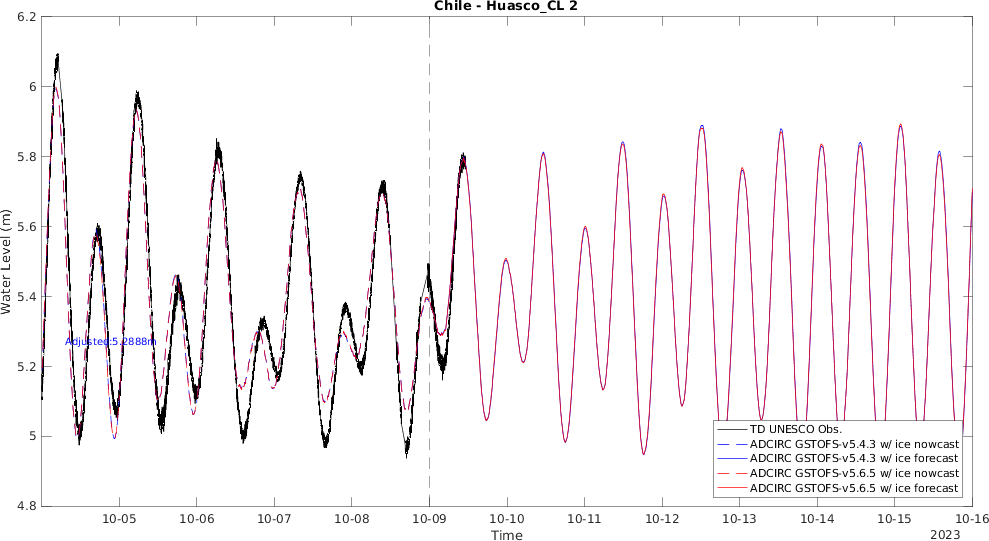 Chile - Huasco_CL 2
6.2
6
5.8
5.6
5.4
5.2
5
4.8
Water Level (m)
Adjusted:5.2888m
TD UNESCO Obs.
ADCIRC GSTOFS-v5.4.3 w/ ice nowcast
ADCIRC GSTOFS-v5.4.3 w/ ice forecast
ADCIRC GSTOFS-v5.6.5 w/ ice nowcast
ADCIRC GSTOFS-v5.6.5 w/ ice forecast
10-05 10-06 10-07 10-08 10-09 10-10 10-11 10-12 10-13 10-14 10-15 10-16
Time
2023